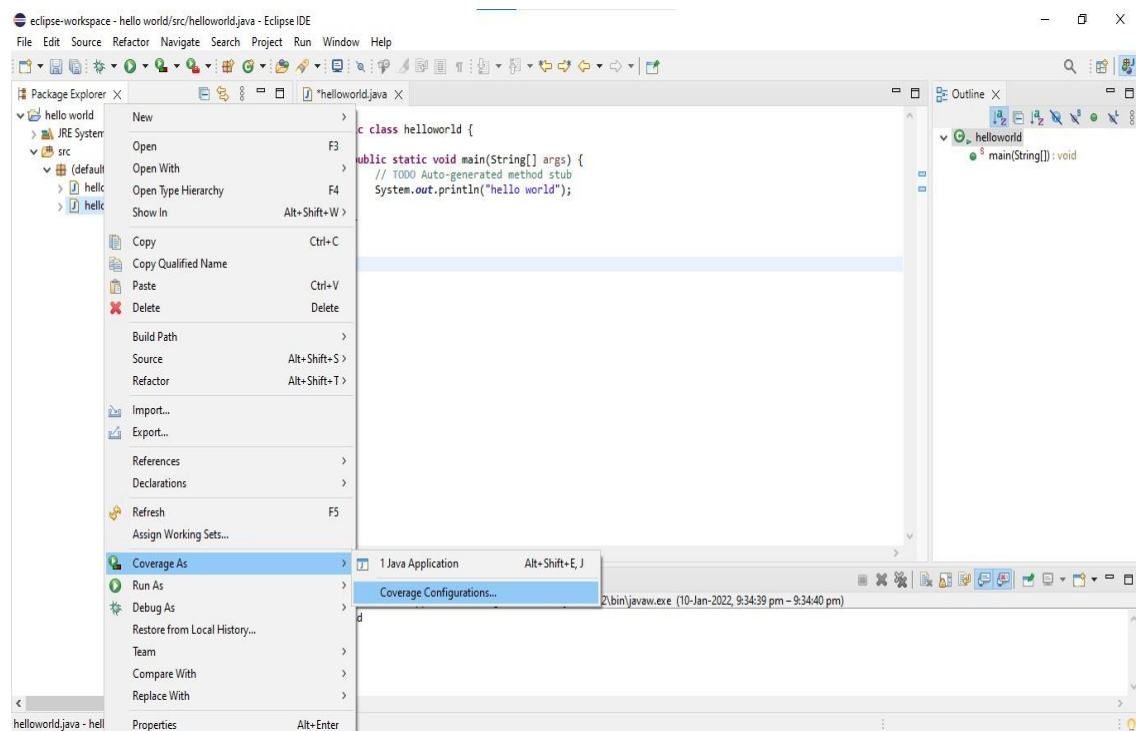 eclipse-workspace - hello world/src/helloworld.java - Eclipse IDE
File Edit Source Refactor Navigate Search Project Run Window Help
Package Explorer
*helloworld.java
Outline
hello world
JRE System
src
(default
hello
hello
New
Open F3
Open With
Open Type Hierarchy F4
Show In Alt+Shift+W >
Copy Ctrl+C
Copy Qualified Name
Paste Ctrl+V
Delete Delete
Build Path
Source Alt+Shift+S >
Refactor Alt+Shift+T >
Import...
Export...
References
Declarations
Refresh F5
Assign Working Sets...
Coverage As
Run As
Debug As
Restore from Local History...
Team
Compare With
Replace With
Properties Alt+Enter
1 Java Application Alt+Shift+E, J
Coverage Configurations...
c class helloworld {
public static void main(String[] args) {
// TODO Auto-generated method stub
System.out.println("hello world");
helloworld
main(String[]) : void
2\bin\javaw.exe (10-Jan-2022, 9:34:39 pm – 9:34:40 pm)
d
helloworld.java - hell